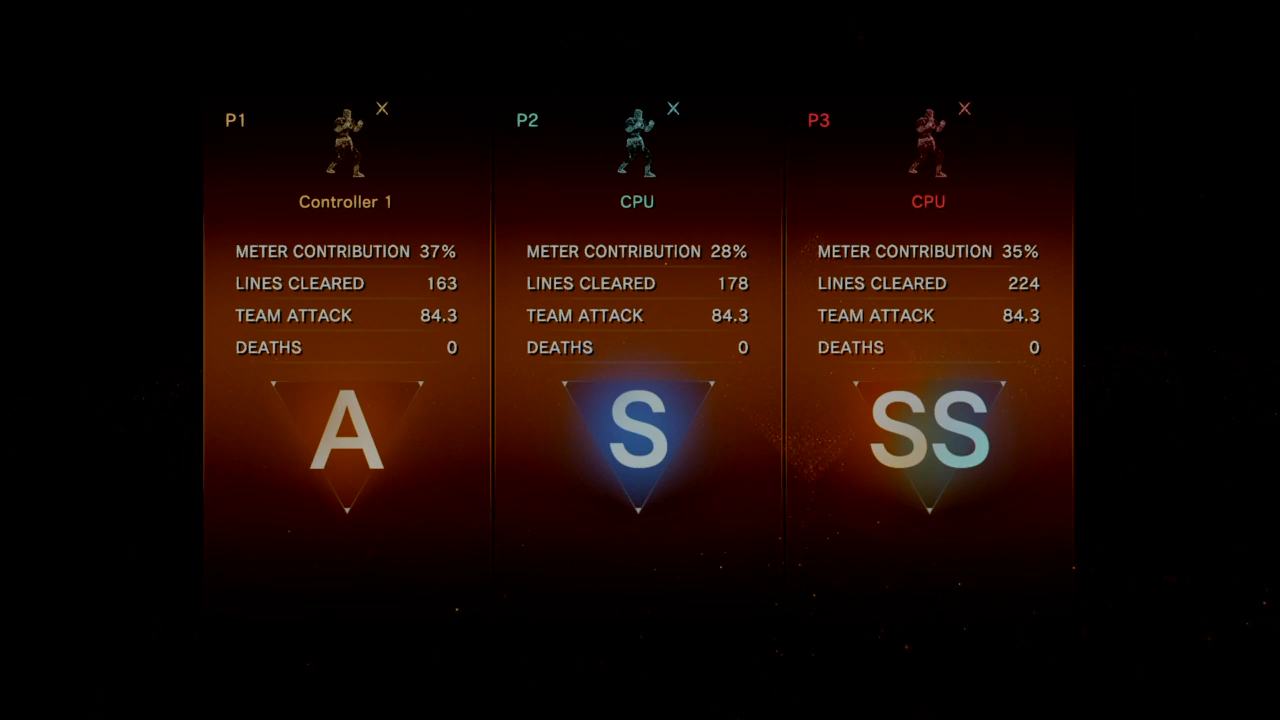 P1
X
Controller 1
METER CONTRIBUTION 37%
LINES CLEARED 163
TEAM ATTACK 84.3
DEATHS 0
A
P2
X
CPU
METER CONTRIBUTION 28%
LINES CLEARED 178
TEAM ATTACK 84.3
DEATHS 0
S
P3
X
CPU
METER CONTRIBUTION 35%
LINES CLEARED 224
TEAM ATTACK 84.3
DEATHS 0
SS